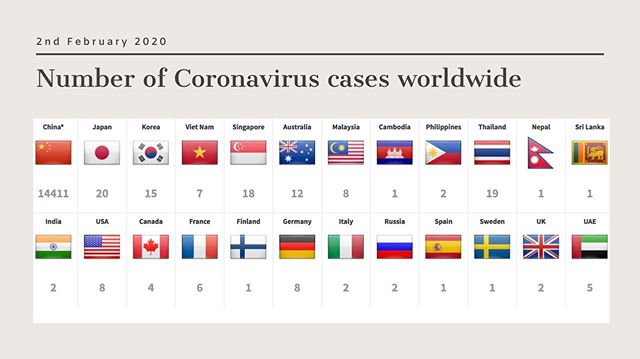 2nd February 2020
Number of Coronavirus cases worldwide
China* Japan Korea Viet Nam Singapore Australia Malaysia Cambodia Philippines Thailand Nepal Sri Lanka
14411 20 15 7 18 12 8 1 2 19 1 1
India USA Canada France Finland Germany Italy Russia Spain Sweden UK UAE
2 8 4 6 1 8 2 2 1 1 2 5